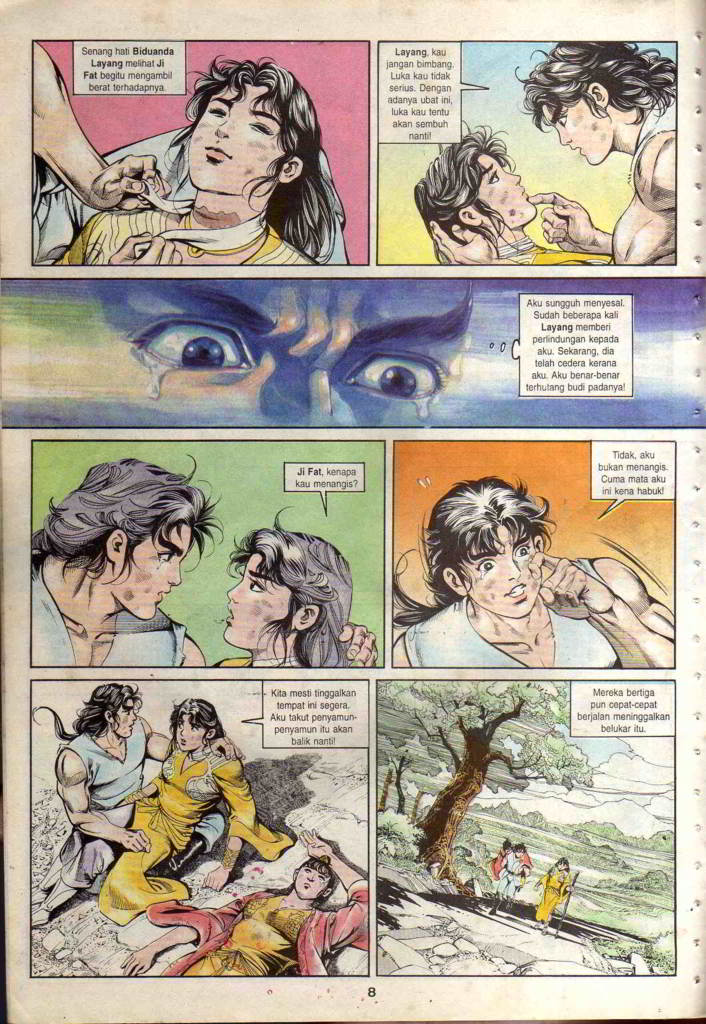 Senang hati Biduanda
Layang melihat Ji
Fat begitu mengambil
berat terhadapnya.
Layang, kau
jangan bimbang.
Luka kau tidak
serius. Dengan
adanya ubat ini,
luka kau tentu
akan sembuh
nanti!
Aku sungguh menyesal.
Sudah beberapa kali
Layang memberi
perlindungan kepada
aku. Sekarang, dia
telah cedera kerana
aku. Aku benar-benar
terhutang budi padanya!
Ji Fat, kenapa
kau menangis?
Tidak, aku
bukan menangis.
Cuma mata aku
ini kena habuk!
Kita mesti tinggalkan
tempat ini segera.
Aku takut penyamun-
penyamun itu akan
balik nanti!
Mereka bertiga
pun cepat-cepat
berjalan meninggalkan
belukar itu.
8